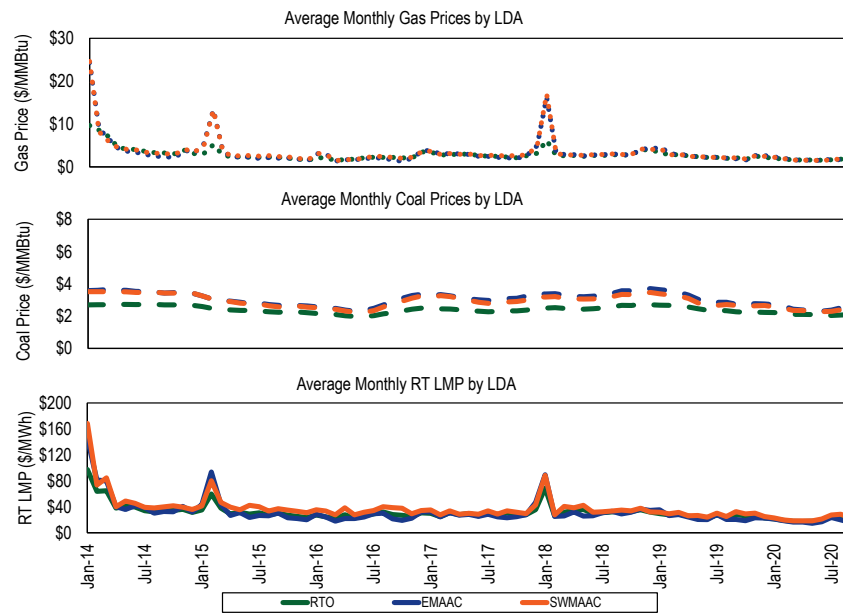 Average Monthly Gas Prices by LDA
Gas Price ($/MMBtu)
$30
$20
$10
$0
Average Monthly Coal Prices by LDA
Coal Price ($/MMBtu)
$8
$6
$4
$2
$0
Average Monthly RT LMP by LDA
RT LMP ($/MWh)
$200
$160
$120
$80
$40
$0
Jan-14
Jul-14
Jan-15
Jul-15
Jan-16
Jul-16
Jan-17
Jul-17
Jan-18
Jul-18
Jan-19
Jul-19
Jan-20
Jul-20
RTO
EMAAC
SWMAAC